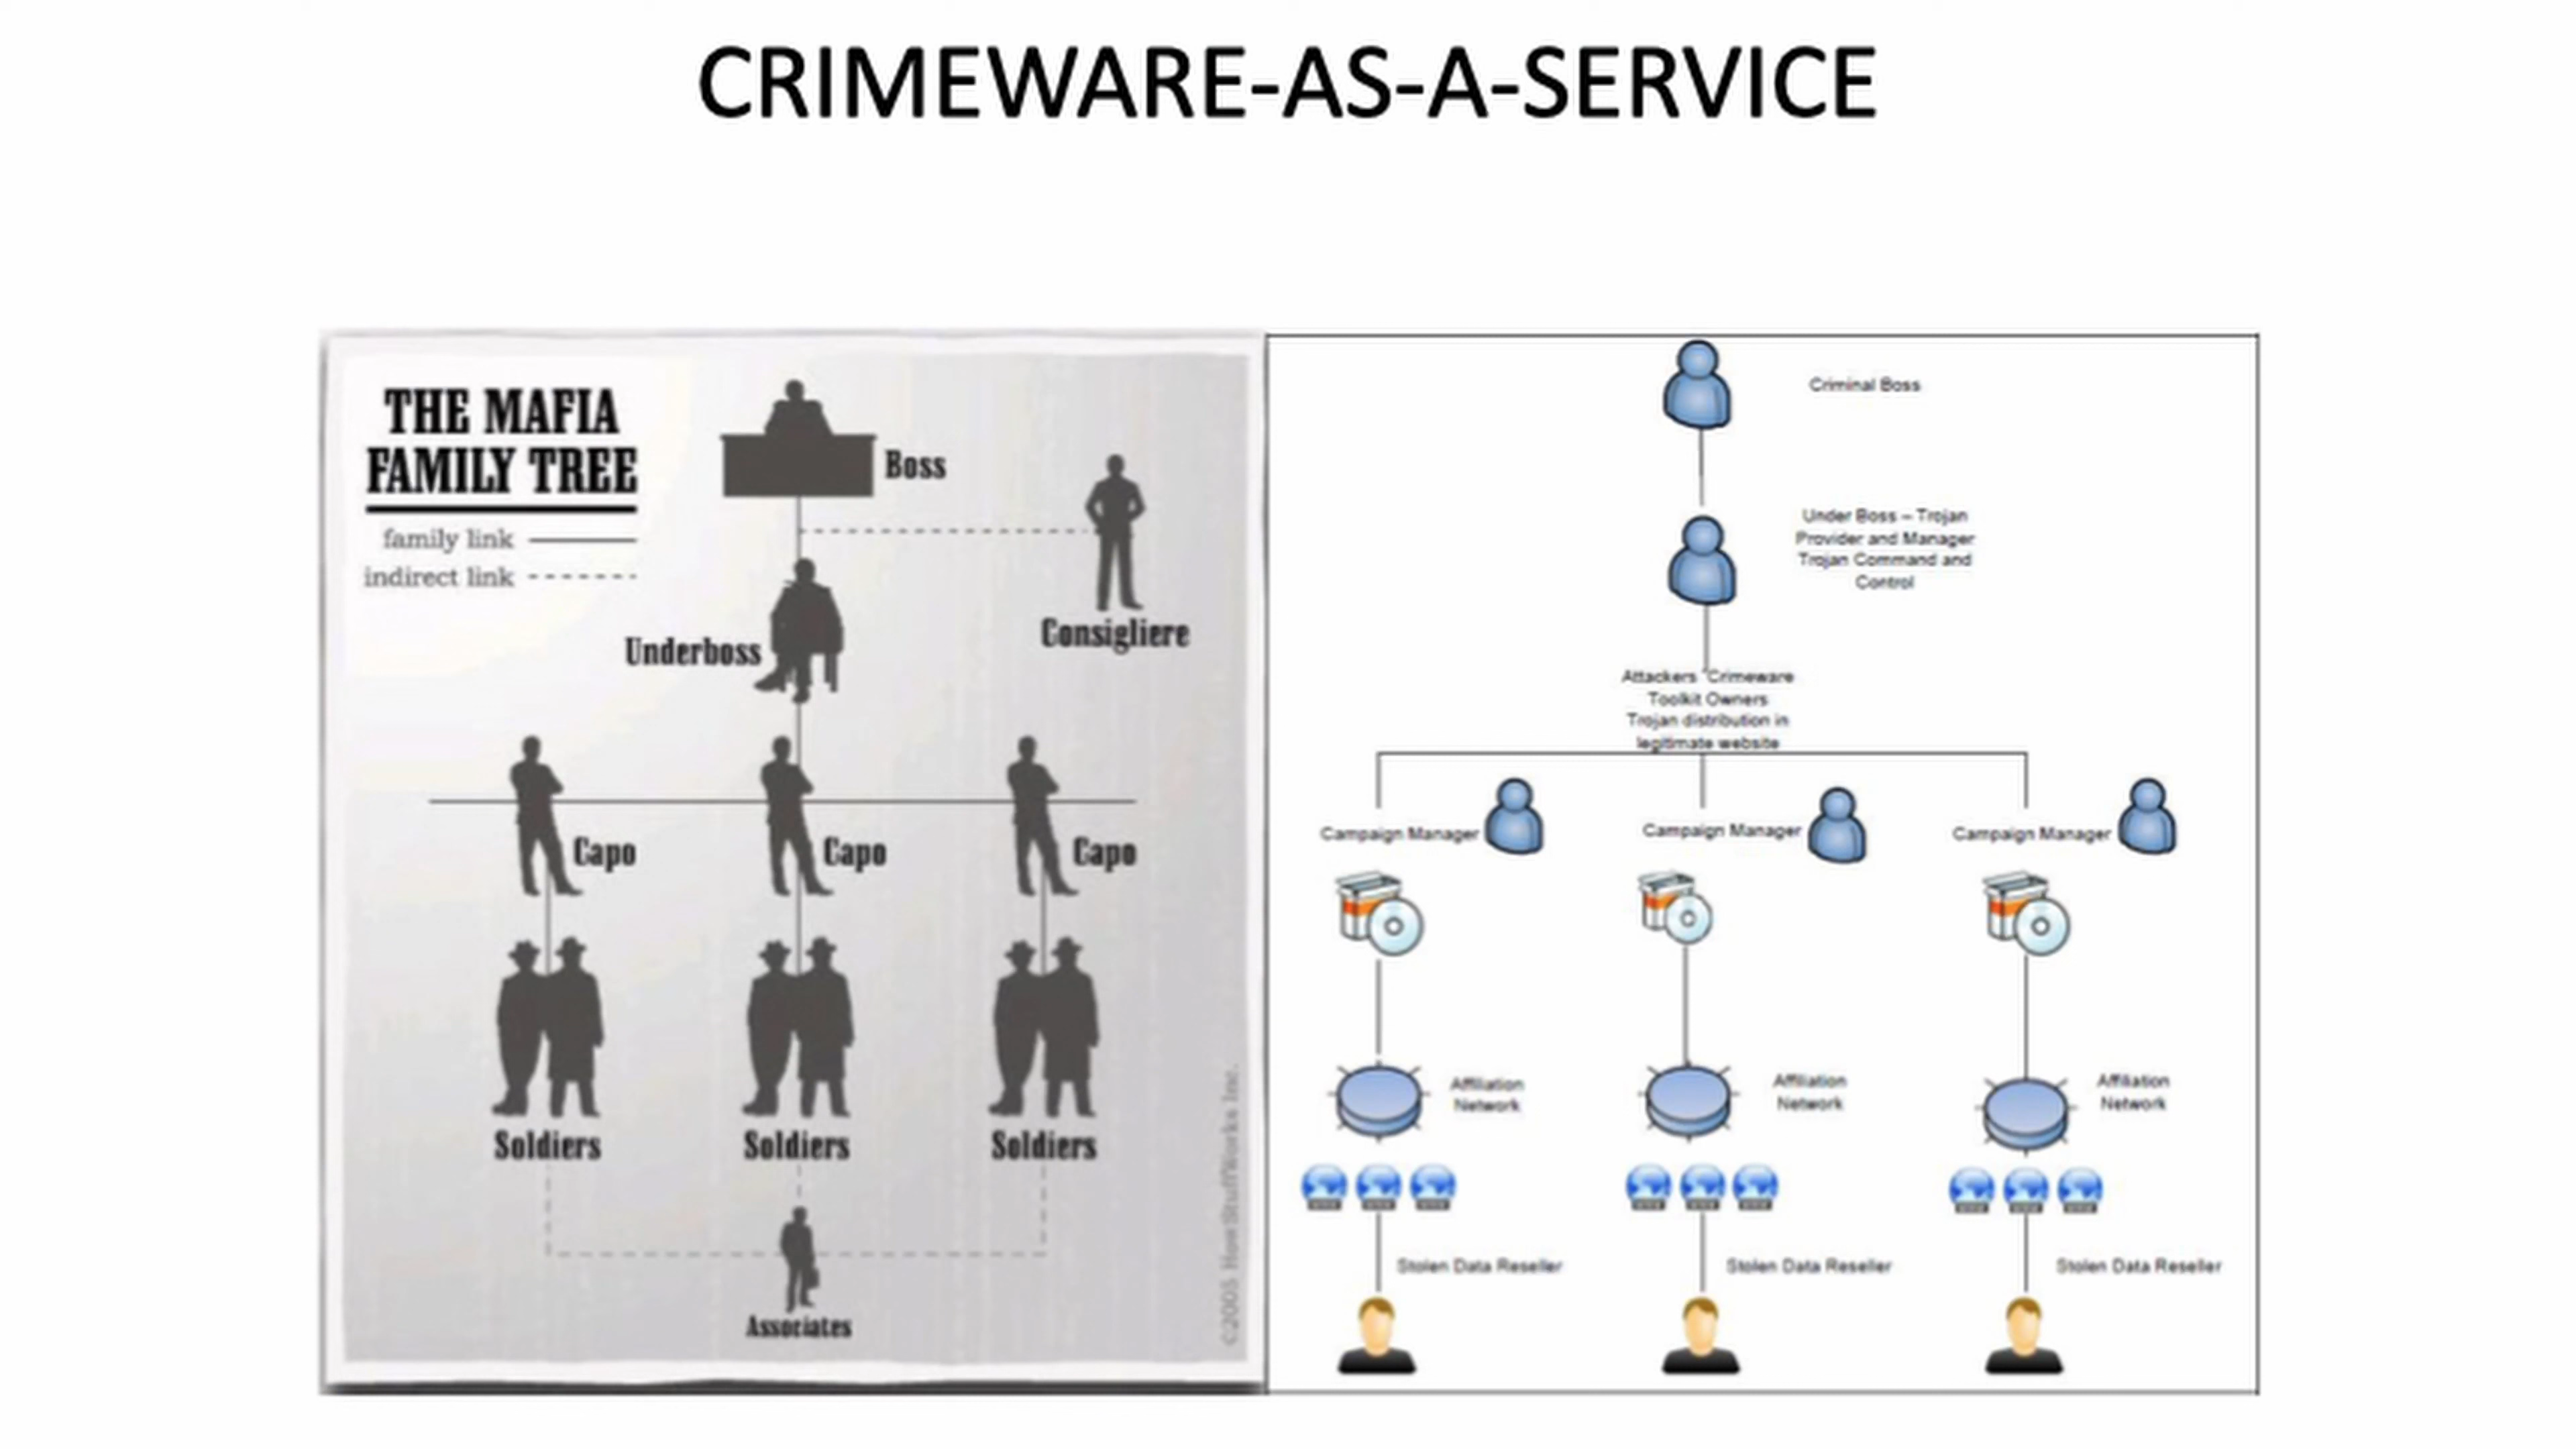 CRIMEWARE-AS-A-SERVICE
THE MAFIA
FAMILY TREE
family link
indirect link
Boss
Consigliere
Underboss
Capo
Capo
Capo
Soldiers
Soldiers
Soldiers
Associates
©2005 HowStuffWorks Inc.
Criminal Boss
Under Boss – Trojan
Provider and Manager
Trojan Command and
Control
Attackers Crimeware
Toolkit Owners
Trojan distribution in
legitimate website
Campaign Manager
Campaign Manager
Campaign Manager
Affiliation
Network
Affiliation
Network
Affiliation
Network
Stolen Data Reseller
Stolen Data Reseller
Stolen Data Reseller